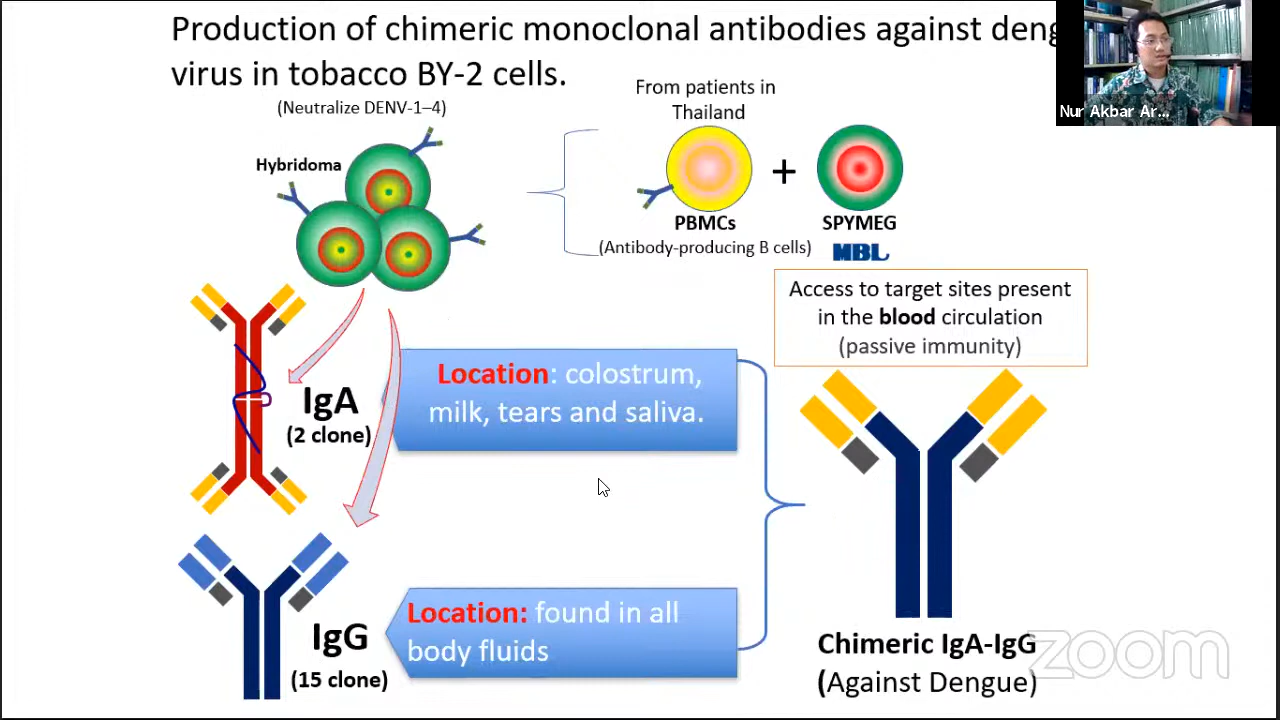 Production of chimeric monoclonal antibodies against deng
virus in tobacco BY-2 cells.
Nur Akbar Ar...
(Neutralize DENV-1–4)
From patients in
Thailand
Hybridoma
+
PBMCs
SPYMEG
(Antibody-producing B cells)
MBL
Access to target sites present
in the blood circulation
(passive immunity)
Location: colostrum,
milk, tears and saliva.
IgA
(2 clone)
Location: found in all
body fluids
IgG
(15 clone)
Chimeric IgA-IgG
(Against Dengue)
zoom